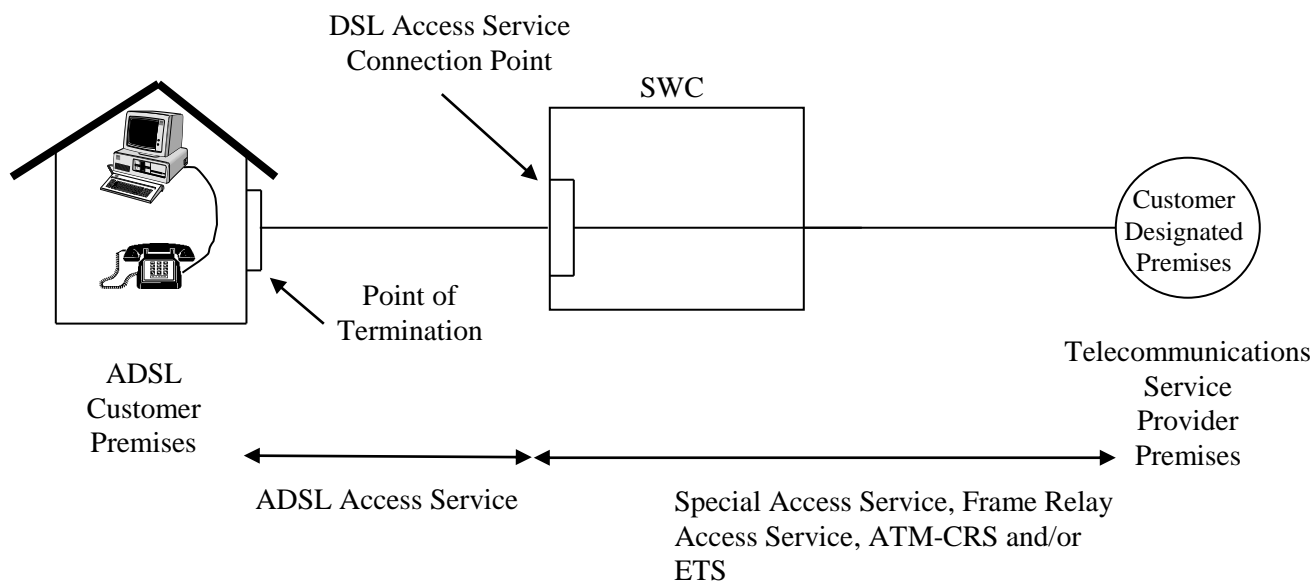 DSL Access Service
Connection Point
SWC
Customer
Designated
Premises
Point of
Termination
ADSL
Customer
Premises
Telecommunications
Service
Provider
Premises
ADSL Access Service
Special Access Service, Frame Relay
Access Service, ATM-CRS and/or
ETS